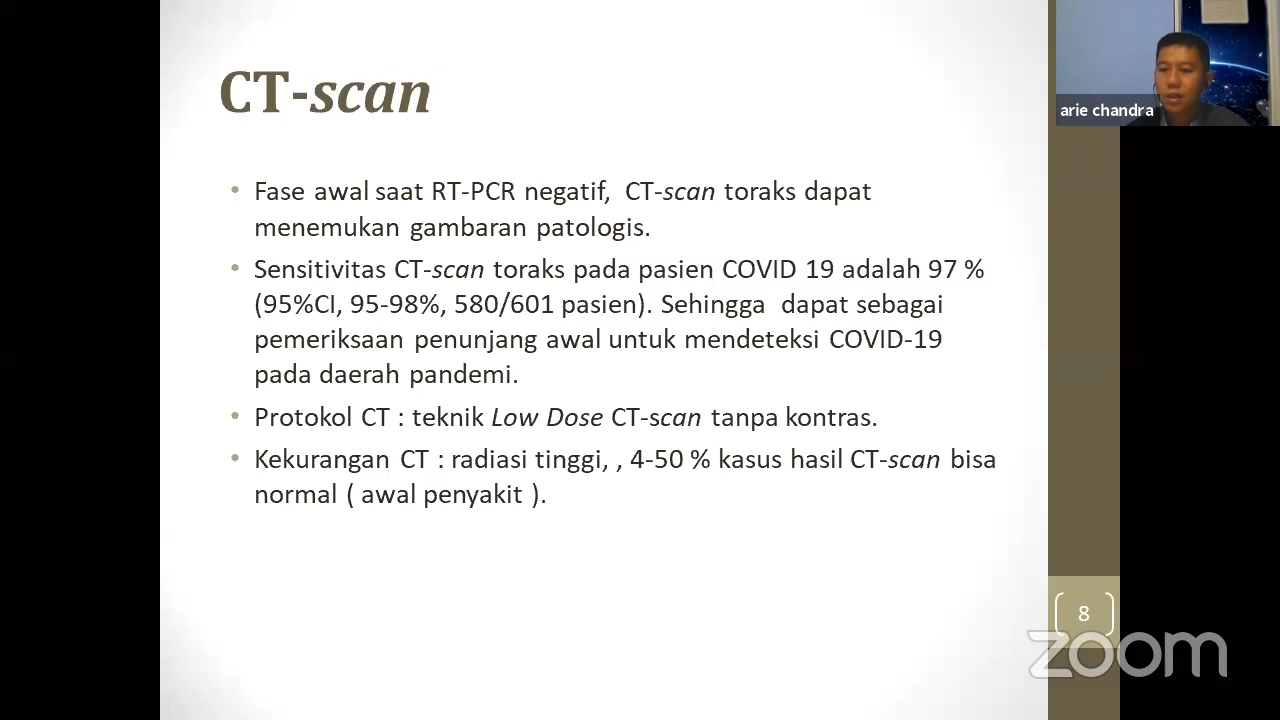 CT-scan
arie chandra
• Fase awal saat RT-PCR negatif,  CT-scan toraks dapat
menemukan gambaran patologis.
• Sensitivitas CT-scan toraks pada pasien COVID 19 adalah 97 %
(95%CI, 95-98%, 580/601 pasien). Sehingga  dapat sebagai
pemeriksaan penunjang awal untuk mendeteksi COVID-19
pada daerah pandemi.
• Protokol CT : teknik Low Dose CT-scan tanpa kontras.
• Kekurangan CT : radiasi tinggi, , 4-50 % kasus hasil CT-scan bisa
normal ( awal penyakit ).
8
zoom